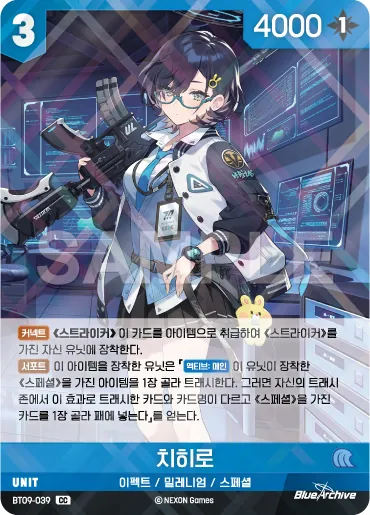 3
4000 1
UL
SAMPLE
커넥트 《스트라이커》 이 카드를 아이템으로 취급하여 《스트라이커》를
가진 자신 유닛에 장착한다.
서포트 이 아이템을 장착한 유닛은 「액티브: 메인 이 유닛이 장착한
《스페셜》을 가진 아이템을 1장 골라 트래시한다. 그러면 자신의 트래시
존에서 이 효과로 트래시한 카드와 카드명이 다르고 《스페셜》을 가진
카드를 1장 골라 패에 넣는다」를 얻는다.
치히로
UNIT
이펙트 / 밀레니엄 / 스페셜
BT09-039 CC
© NEXON Games
BlueArchive